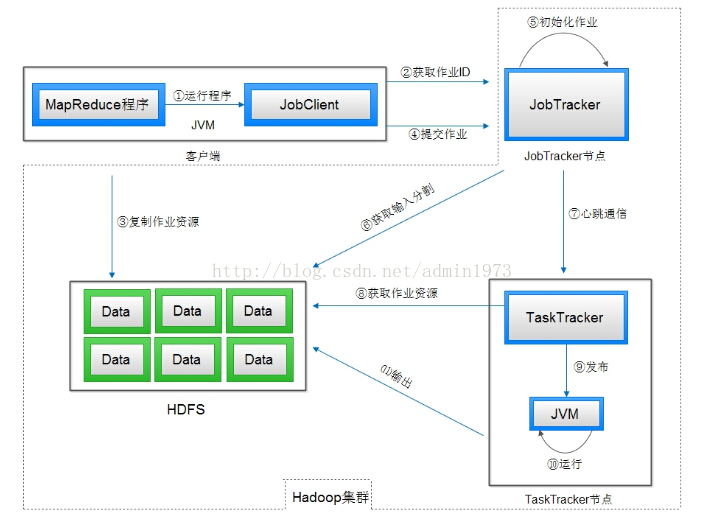 ⑤初始化作业
②获取作业ID
MapReduce程序
①运行程序
JobClient
JobTracker
JVM
④提交作业
客户端
JobTracker节点
③复制作业资源
⑥获取输入分割
⑦心跳通信
http://blog.csdn.net/admin1973
⑧获取作业资源
Data
Data
Data
TaskTracker
Data
Data
Data
⑨发布
HDFS
输出
JVM
⑩运行
Hadoop集群
TaskTracker节点